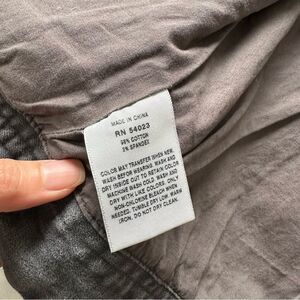 MADE IN CHINA
RN 54023
98% COTTON
2% SPANDEX
COLOR MAY TRANSFER WHEN NEW.
WASH BEFOR WEARING. WASH AND
DRY INSIDE OUT TO RETAIN COLOR
MACHINE WASH COLD. WASH AND
DRY WITH LIKE COLORS. ONLY
NON-CHLORINE BLEACH WHEN
NEEDED. TUMBLE DRY LOW. WARM
IRON. DO NOT DRY CLEAN.